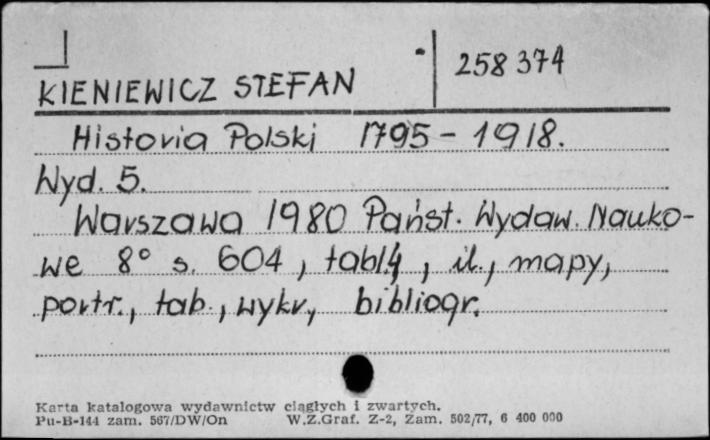 258 374
KIENIEWICZ STEFAN
Historia Polski 1795 - 1918.
Wyd. 5.
Warszawa 1980 Państ. Wydaw. Nauko-
we 8° s. 604, tabl.4, il., mapy,
portr., tab., wykr., bibliogr.
Karta katalogowa wydawnictw ciągłych i zwartych.
Pu-B-144 zam. 567/DW/On W.Z.Graf. Z-2, Zam. 502/77, 6 400 000